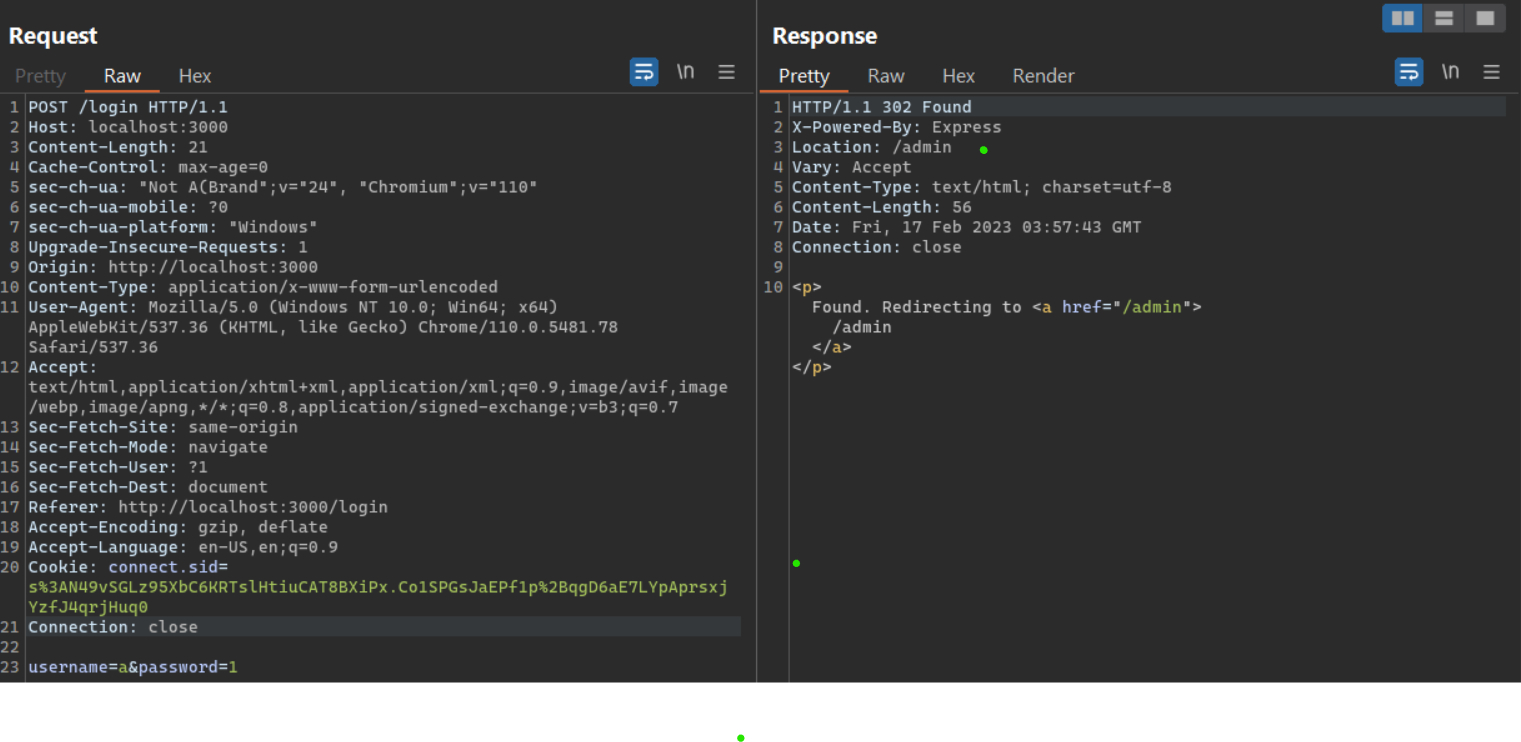 Request
Pretty Raw Hex \n
1 POST /login HTTP/1.1
2 Host: localhost:3000
3 Content-Length: 21
4 Cache-Control: max-age=0
5 sec-ch-ua: "Not A(Brand";v="24", "Chromium";v="110"
6 sec-ch-ua-mobile: ?0
7 sec-ch-ua-platform: "Windows"
8 Upgrade-Insecure-Requests: 1
9 Origin: http://localhost:3000
10 Content-Type: application/x-www-form-urlencoded
11 User-Agent: Mozilla/5.0 (Windows NT 10.0; Win64; x64)
AppleWebKit/537.36 (KHTML, like Gecko) Chrome/110.0.5481.78
Safari/537.36
12 Accept:
text/html,application/xhtml+xml,application/xml;q=0.9,image/avif,image
/webp,image/apng,*/*;q=0.8,application/signed-exchange;v=b3;q=0.7
13 Sec-Fetch-Site: same-origin
14 Sec-Fetch-Mode: navigate
15 Sec-Fetch-User: ?1
16 Sec-Fetch-Dest: document
17 Referer: http://localhost:3000/login
18 Accept-Encoding: gzip, deflate
19 Accept-Language: en-US,en;q=0.9
20 Cookie: connect.sid=
s%3AN49vSGLz95XbC6KRTslHtiuCAT8BXiPx.Co1SPGsJaEPf1p%2BqgD6aE7LYpAprsxj
YzfJ4qrjHuq0
21 Connection: close
22
23 username=a&password=1
Response
Pretty Raw Hex Render \n
1 HTTP/1.1 302 Found
2 X-Powered-By: Express
3 Location: /admin
4 Vary: Accept
5 Content-Type: text/html; charset=utf-8
6 Content-Length: 56
7 Date: Fri, 17 Feb 2023 03:57:43 GMT
8 Connection: close
9
10 <p>
Found. Redirecting to <a href="/admin">
/admin
</a>
</p>